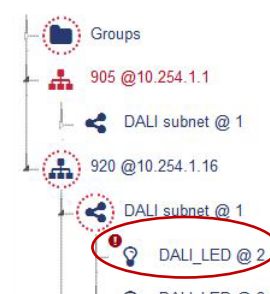 Groups
905 @10.254.1.1
DALI subnet @ 1
920 @10.254.1.16
DALI subnet @ 1
DALI_LED @ 2